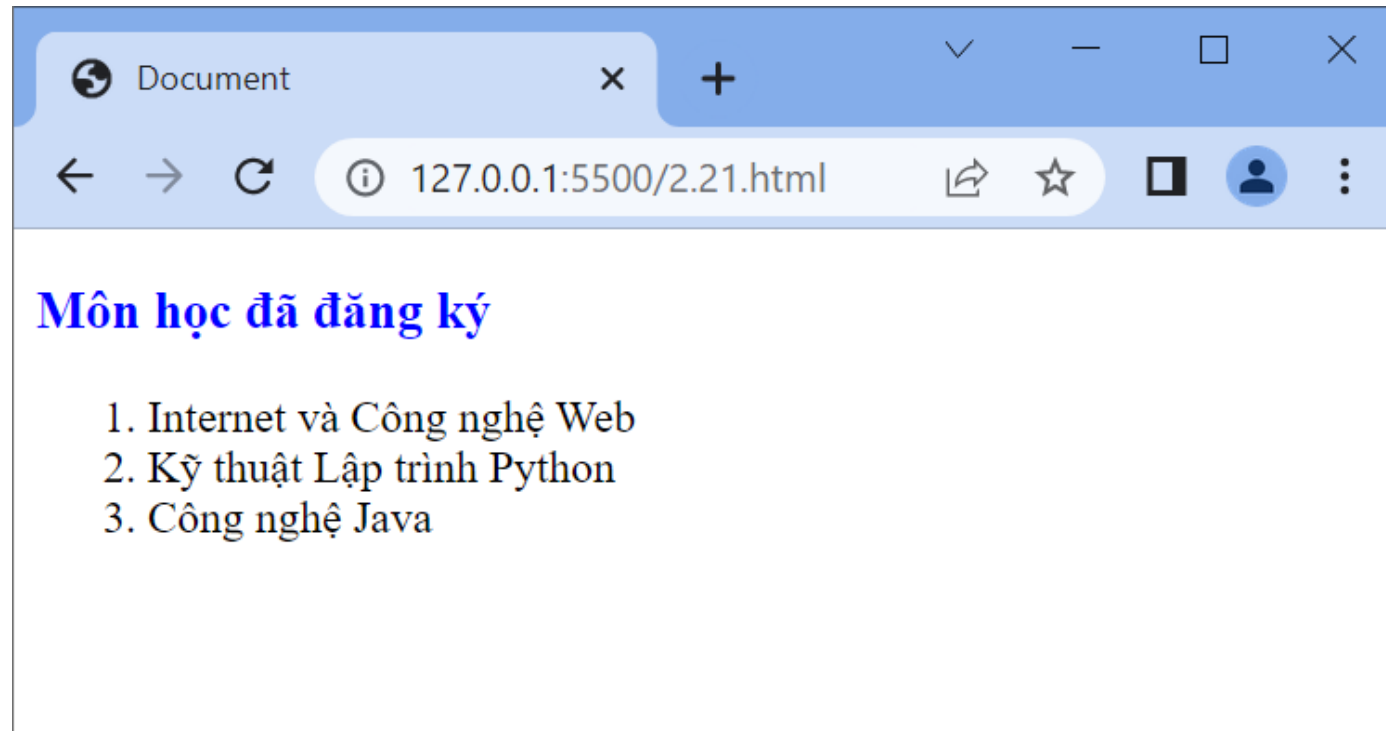 Document
127.0.0.1:5500/2.21.html
Môn học đã đăng ký
1. Internet và Công nghệ Web
2. Kỹ thuật Lập trình Python
3. Công nghệ Java